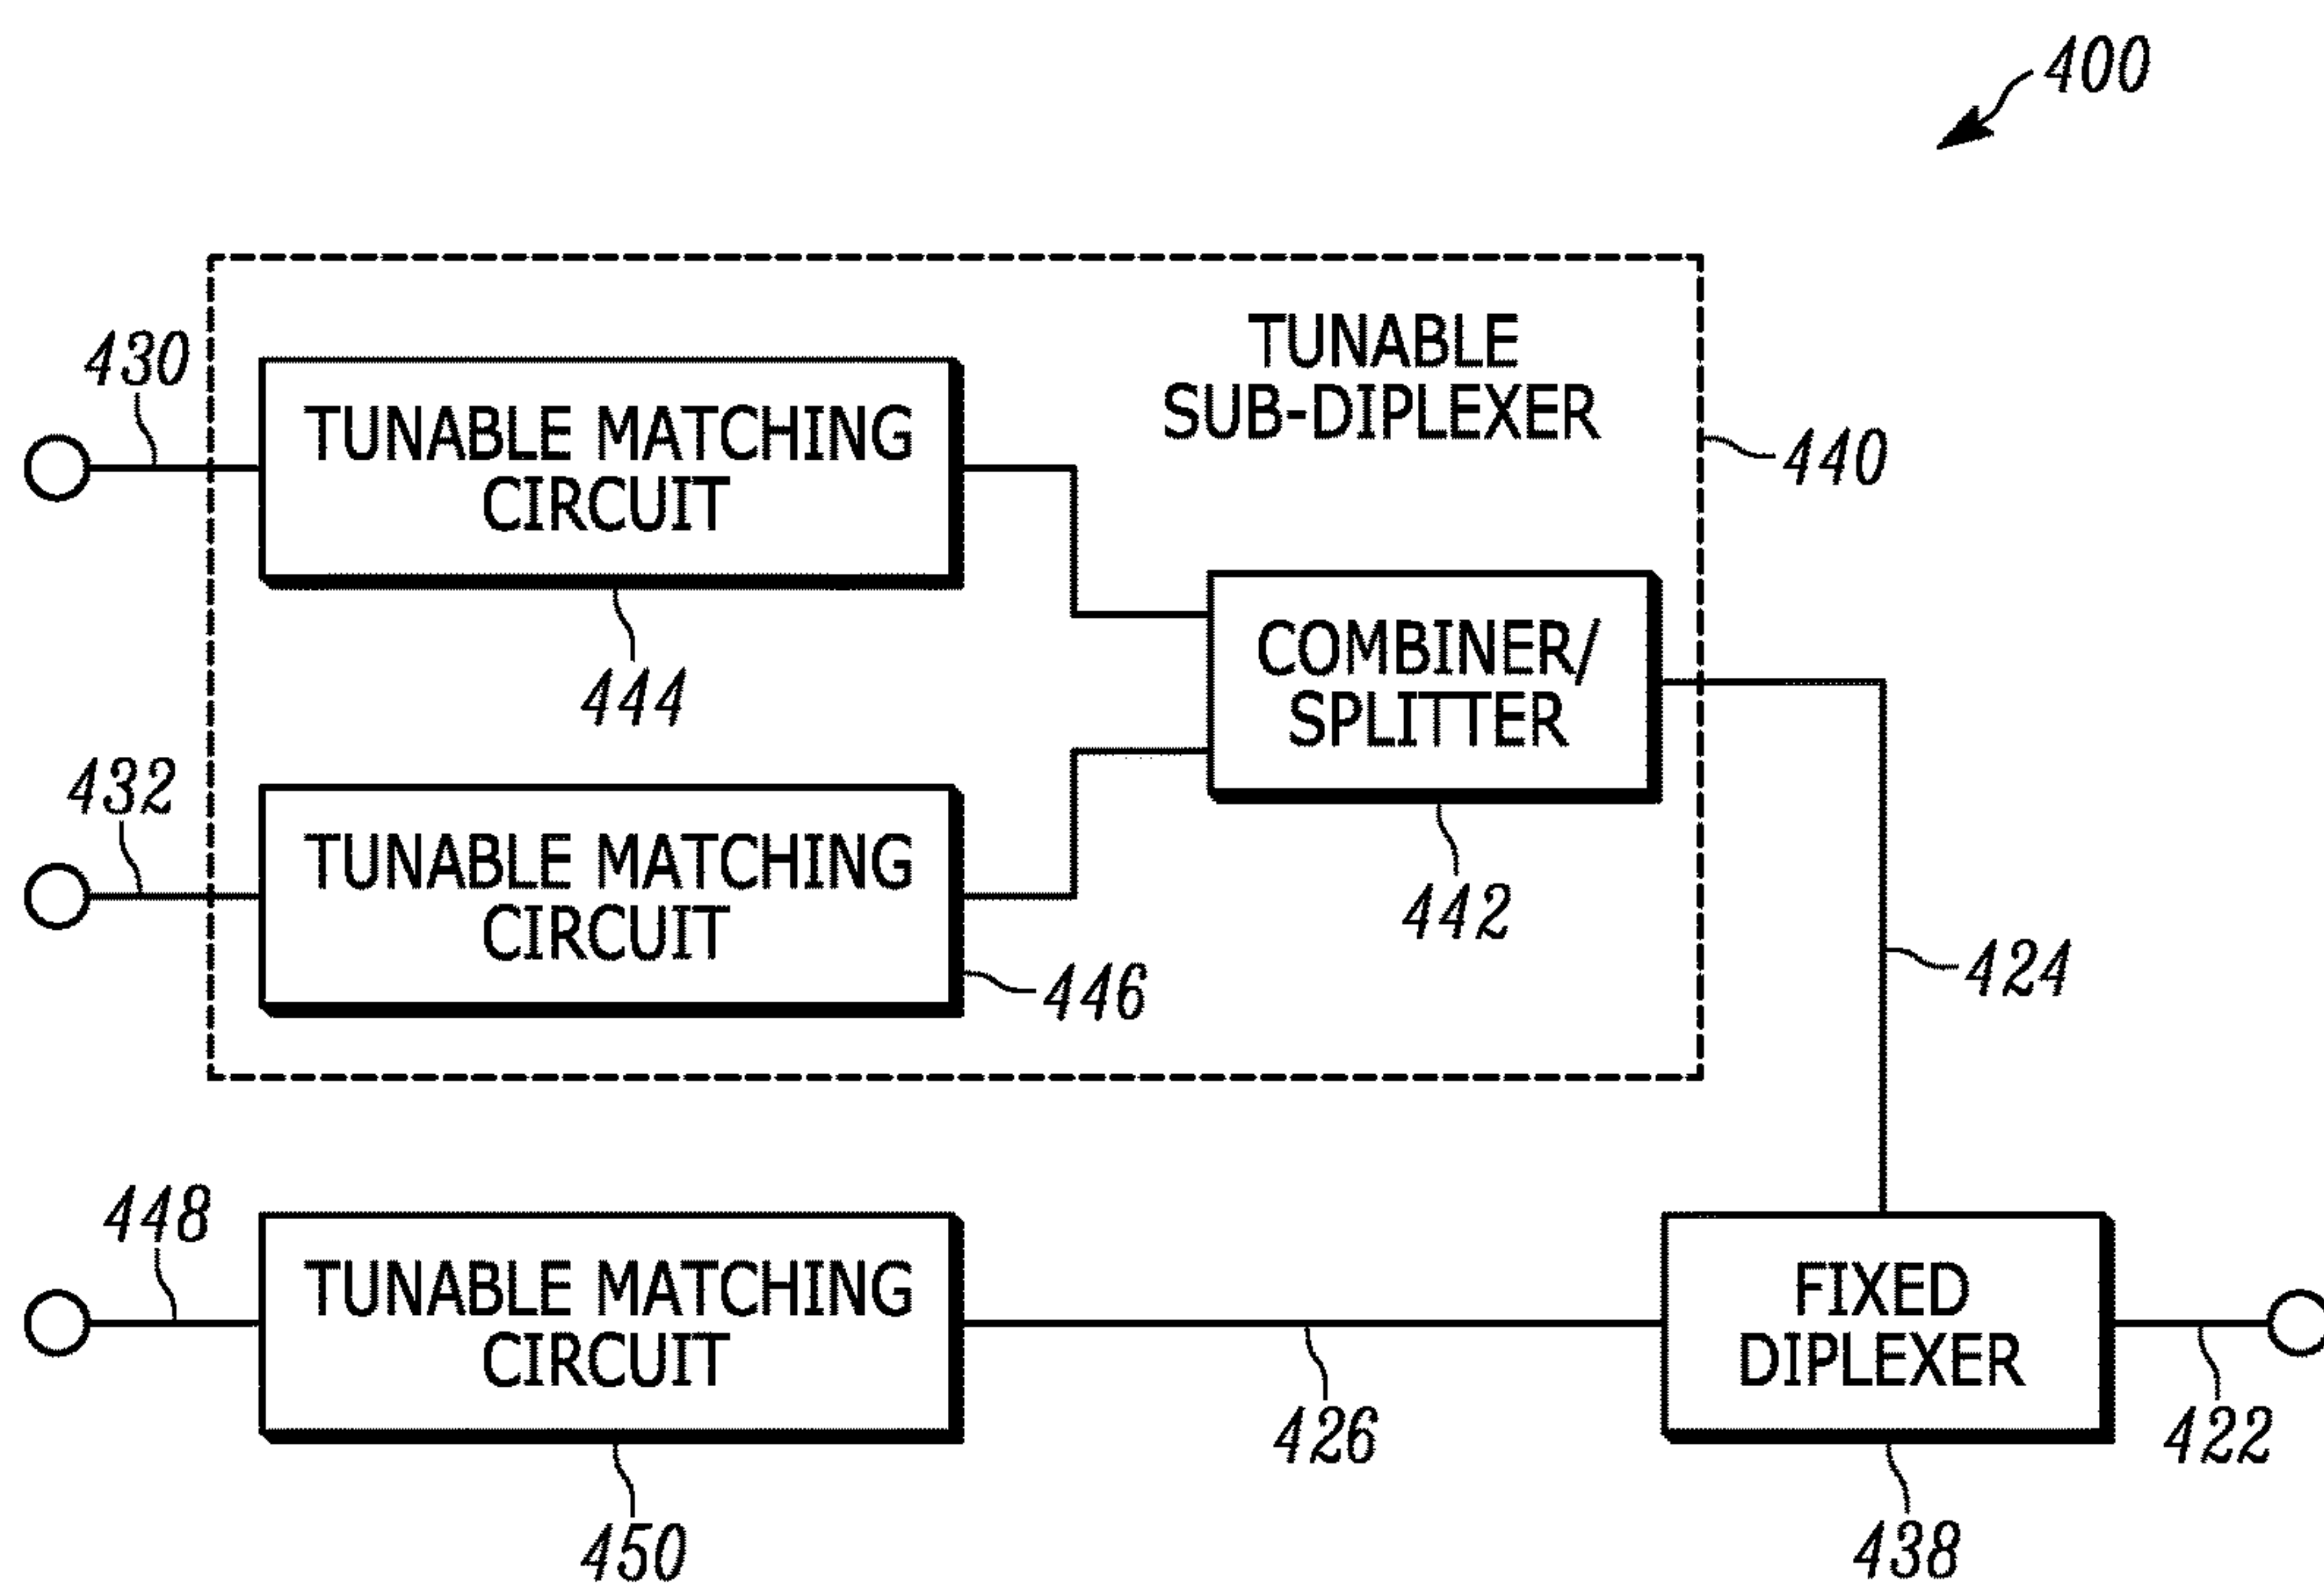 400
TUNABLE
SUB-DIPLEXER
440
430
TUNABLE MATCHING
CIRCUIT
444
COMBINER/
SPLITTER
442
432
TUNABLE MATCHING
CIRCUIT
446
424
448
TUNABLE MATCHING
CIRCUIT
450
426
FIXED
DIPLEXER
438
422